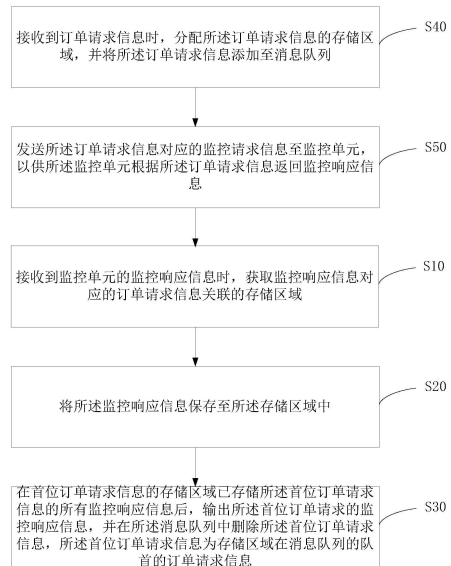 接收到订单请求信息时，分配所述订单请求信息的存储区
域，并将所述订单请求信息添加至消息队列
S40
发送所述订单请求信息对应的监控请求信息至监控单元，
以供所述监控单元根据所述订单请求信息返回监控响应信
息
S50
接收到监控单元的监控响应信息时，获取监控响应信息对
应的订单请求信息关联的存储区域
S10
将所述监控响应信息保存至所述存储区域中
S20
在首位订单请求信息的存储区域已存储所述首位订单请求
信息的所有监控响应信息后，输出所述首位订单请求的监
控响应信息，并在所述消息队列中删除所述首位订单请求
信息，所述首位订单请求信息为存储区域在消息队列的队
首的订单请求信息
S30